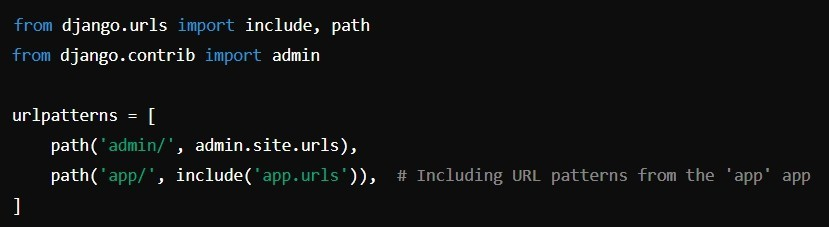 from django.urls import include, path
from django.contrib import admin

urlpatterns = [
    path('admin/', admin.site.urls),
    path('app/', include('app.urls')),  # Including URL patterns from the 'app' app
]